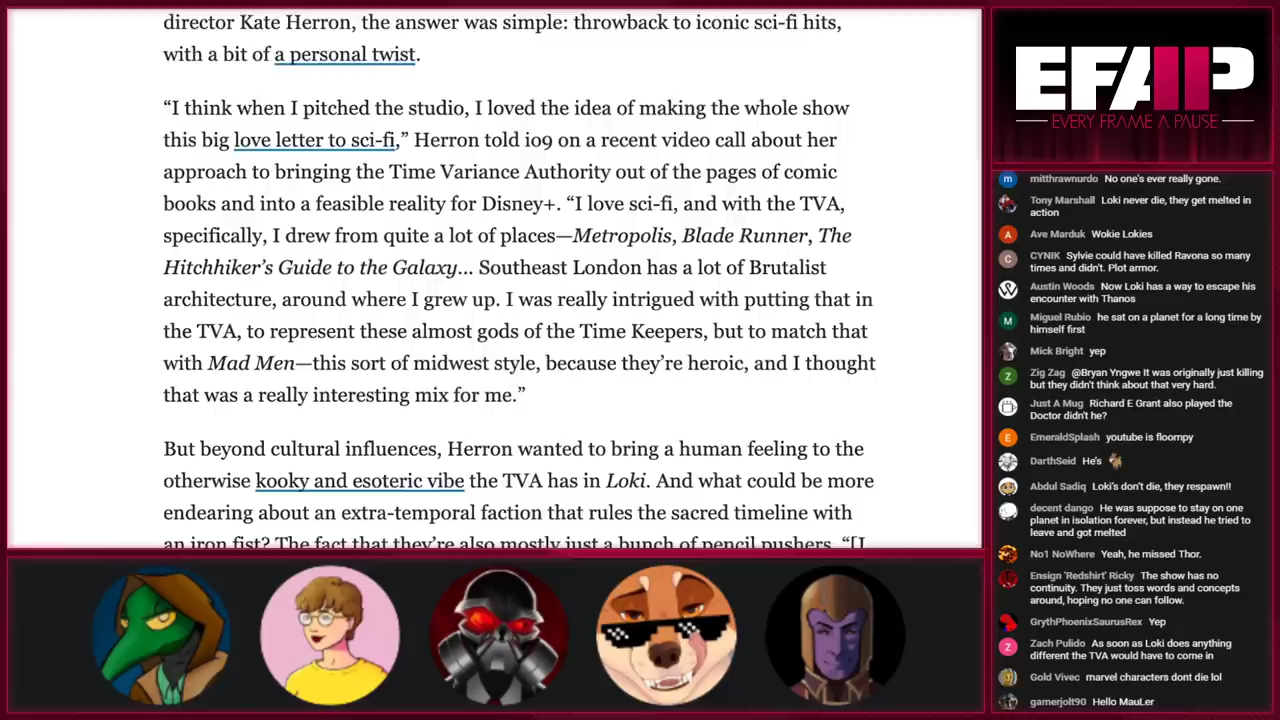 director Kate Herron, the answer was simple: throwback to iconic sci-fi hits,
with a bit of a personal twist.
“I think when I pitched the studio, I loved the idea of making the whole show
this big love letter to sci-fi,” Herron told io9 on a recent video call about her
approach to bringing the Time Variance Authority out of the pages of comic
books and into a feasible reality for Disney+. “I love sci-fi, and with the TVA,
specifically, I drew from quite a lot of places—Metropolis, Blade Runner, The
Hitchhiker’s Guide to the Galaxy... Southeast London has a lot of Brutalist
architecture, around where I grew up. I was really intrigued with putting that in
the TVA, to represent these almost gods of the Time Keepers, but to match that
with Mad Men—this sort of midwest style, because they’re heroic, and I thought
that was a really interesting mix for me.”
But beyond cultural influences, Herron wanted to bring a human feeling to the
otherwise kooky and esoteric vibe the TVA has in Loki. And what could be more
endearing about an extra-temporal faction that rules the sacred timeline with
an iron fist? The fact that they’re also mostly just a bunch of pencil pushers. “[I
EFAP
EVERY FRAME A PAUSE
mitthrawnurdo No one's ever really gone.
Tony Marshall Loki never die, they get melted in
action
Ave Marduk Wokie Lokies
CYNIK Sylvie could have killed Ravona so many
times and didn't. Plot armor.
Austin Woods Now Loki has a way to escape his
encounter with Thanos
Miguel Rubio he sat on a planet for a long time by
himself first
Mick Bright yep
Zig Zag @Bryan Yngwe It was originally just killing
but they didn't think about that very hard.
Just A Mug Richard E Grant also played the
Doctor didn't he?
EmeraldSplash youtube is floompy
DarthSeid He's
Abdul Sadiq Loki's don't die, they respawn!!
decent dango He was suppose to stay on one
planet in isolation forever, but instead he tried to
leave and got melted
No1 NoWhere Yeah, he missed Thor.
Ensign 'Redshirt' Ricky The show has no
continuity. They just toss words and concepts
around, hoping no one can follow.
GrythPhoenixSaurusRex Yep
Zach Pulido As soon as Loki does anything
different the TVA would have to come in
Gold Vivec marvel characters dont die lol
gamerjolt90 Hello MauLer